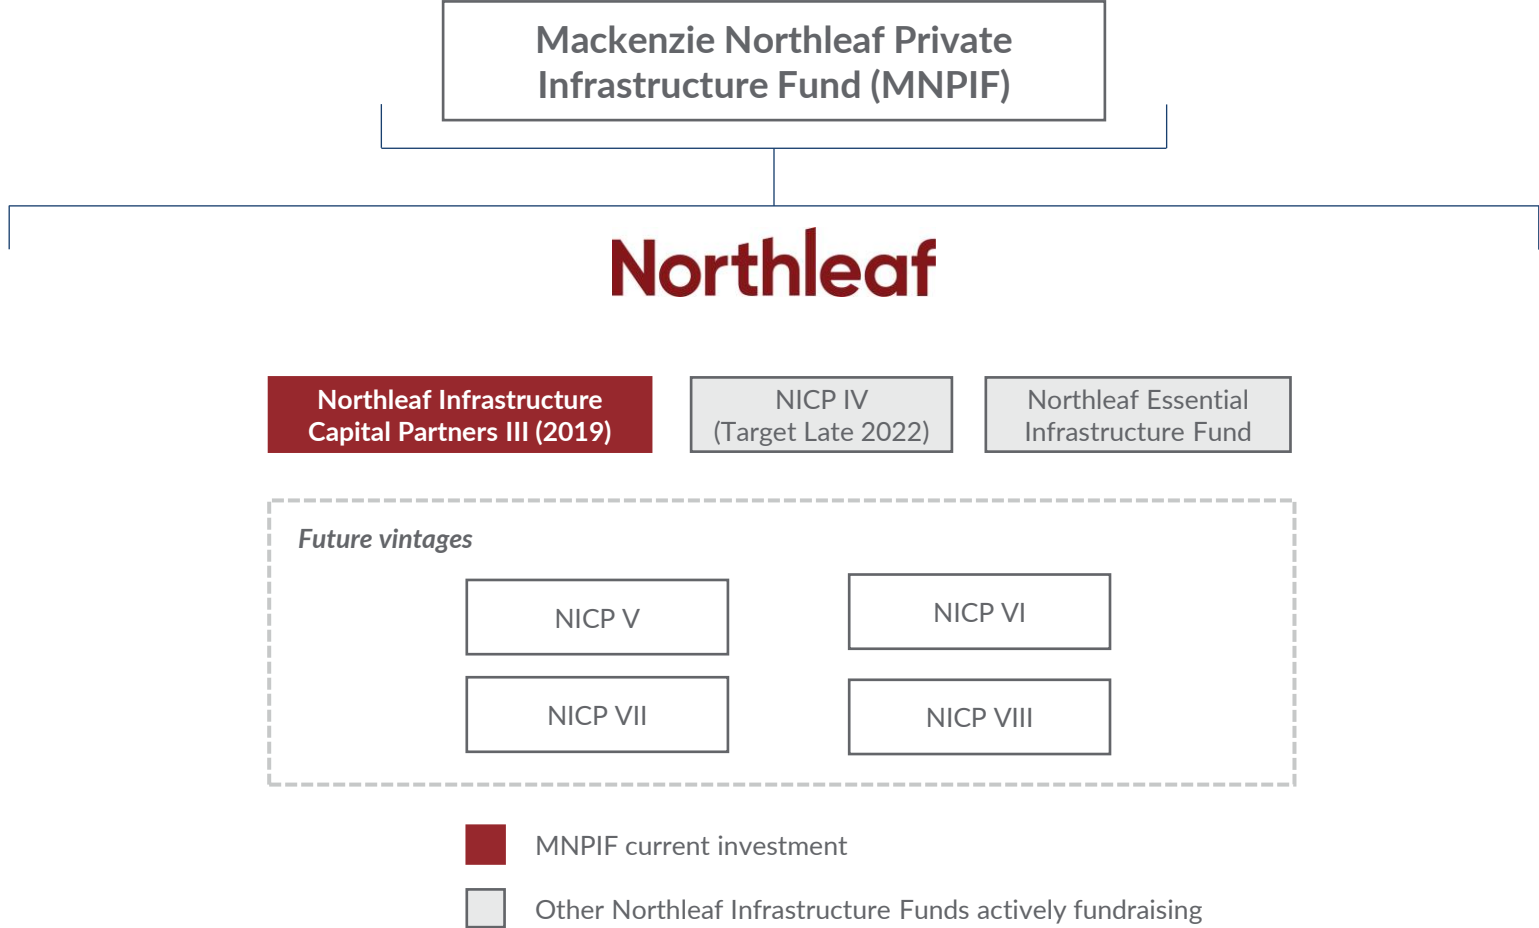 Mackenzie Northleaf Private
Infrastructure Fund (MNPIF)
Northleaf
Northleaf Infrastructure
Capital Partners III (2019)
NICP IV
(Target Late 2022)
Northleaf Essential
Infrastructure Fund
Future vintages
NICP V
NICP VI
NICP VII
NICP VIII
MNPIF current investment
Other Northleaf Infrastructure Funds actively fundraising